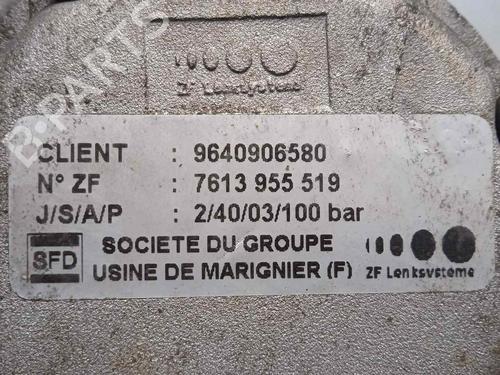 B-PARTS
ZF Lenksysteme
CLIENT : 9640906580
N° ZF : 7613 955 519
J/S/A/P : 2/40/03/100 bar
SFD SOCIETE DU GROUPE
USINE DE MARIGNIER (F) ZF Lenksysteme